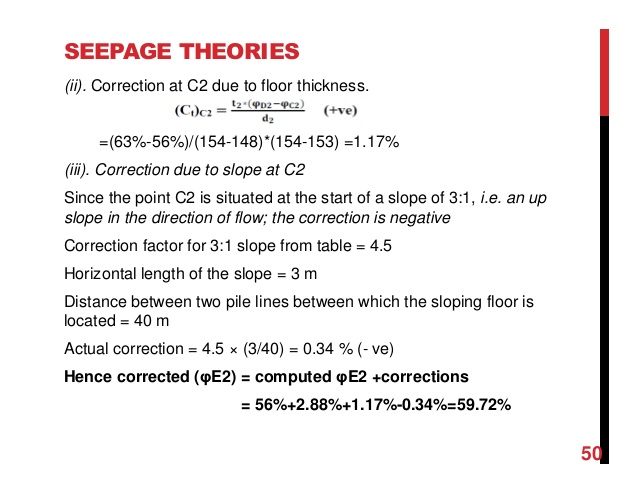 SEEPAGE THEORIES
(ii). Correction at C2 due to floor thickness.
(Cₜ)C2 = t₂*(φD2−φC2) / d₂ (+ve)
=(63%-56%)/(154-148)*(154-153) =1.17%
(iii). Correction due to slope at C2
Since the point C2 is situated at the start of a slope of 3:1, i.e. an up
slope in the direction of flow; the correction is negative
Correction factor for 3:1 slope from table = 4.5
Horizontal length of the slope = 3 m
Distance between two pile lines between which the sloping floor is
located = 40 m
Actual correction = 4.5 × (3/40) = 0.34 % (- ve)
Hence corrected (φE2) = computed φE2 +corrections
= 56%+2.88%+1.17%-0.34%=59.72%
50